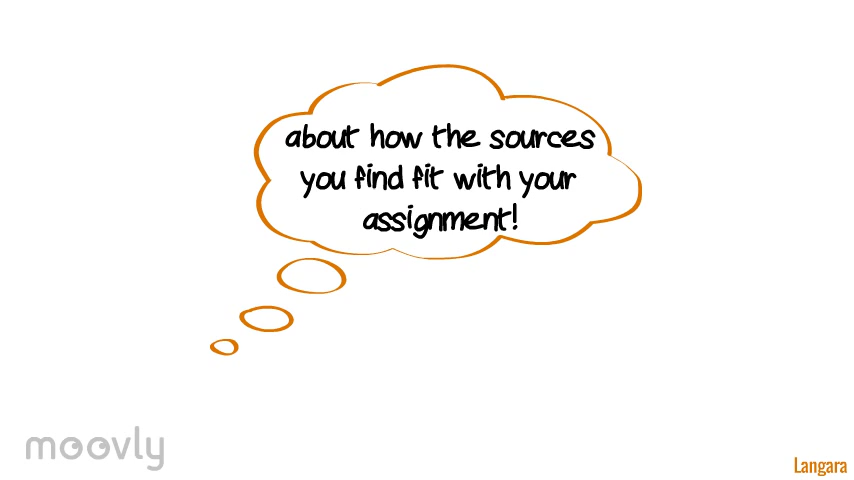 about how the sources
you find fit with your
assignment!
moovly
Langara